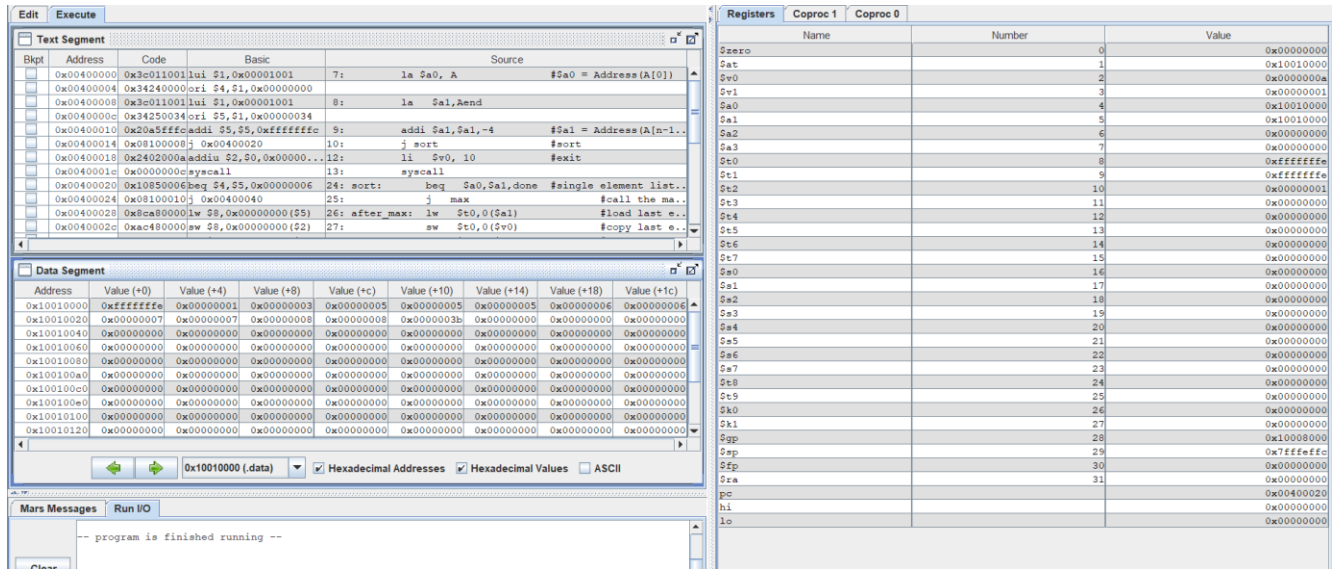 Edit Execute
Text Segment
Bkpt Address Code Basic Source
0x00400000 0x3c011001 lui $1,0x00001001 7: la $a0, A #$a0 = Address(A[0])
0x00400004 0x34240000 ori $4,$1,0x00000000
0x00400008 0x3c011001 lui $1,0x00001001 8: la $a1,Aend
0x0040000c 0x34250034 ori $5,$1,0x00000034
0x00400010 0x20a5fffc addi $5,$5,0xfffffffc 9: addi $a1,$a1,-4 #$a1 = Address(A[n-1..
0x00400014 0x08100008 j 0x00400020 10: j sort #sort
0x00400018 0x2402000a addiu $2,$0,0x00000... 12: li $v0, 10 #exit
0x0040001c 0x0000000c syscall 13: syscall
0x00400020 0x10850006 beq $4,$5,0x00000006 24: sort: beq $a0,$a1,done #single element list..
0x00400024 0x08100010 j 0x00400040 25: j max #call the ma..
0x00400028 0x8ca80000 lw $8,0x00000000($5) 26: after_max: lw $t0,0($a1) #load last e..
0x0040002c 0xac480000 sw $8,0x00000000($2) 27: sw $t0,0($v0) #copy last e..
Data Segment
Address Value (+0) Value (+4) Value (+8) Value (+c) Value (+10) Value (+14) Value (+18) Value (+1c)
0x10010000 0xfffffffe 0x00000001 0x00000003 0x00000005 0x00000005 0x00000005 0x00000006 0x00000006
0x10010020 0x00000007 0x00000007 0x00000008 0x00000008 0x0000003b 0x00000000 0x00000000 0x00000000
0x10010040 0x00000000 0x00000000 0x00000000 0x00000000 0x00000000 0x00000000 0x00000000 0x00000000
0x10010060 0x00000000 0x00000000 0x00000000 0x00000000 0x00000000 0x00000000 0x00000000 0x00000000
0x10010080 0x00000000 0x00000000 0x00000000 0x00000000 0x00000000 0x00000000 0x00000000 0x00000000
0x100100a0 0x00000000 0x00000000 0x00000000 0x00000000 0x00000000 0x00000000 0x00000000 0x00000000
0x100100c0 0x00000000 0x00000000 0x00000000 0x00000000 0x00000000 0x00000000 0x00000000 0x00000000
0x100100e0 0x00000000 0x00000000 0x00000000 0x00000000 0x00000000 0x00000000 0x00000000 0x00000000
0x10010100 0x00000000 0x00000000 0x00000000 0x00000000 0x00000000 0x00000000 0x00000000 0x00000000
0x10010120 0x00000000 0x00000000 0x00000000 0x00000000 0x00000000 0x00000000 0x00000000 0x00000000
0x10010000 (.data) Hexadecimal Addresses Hexadecimal Values ASCII
Mars Messages Run I/O
-- program is finished running --
Clear
Registers Coproc 1 Coproc 0
Name Number Value
$zero 0 0x00000000
$at 1 0x10010000
$v0 2 0x0000000a
$v1 3 0x00000001
$a0 4 0x10010000
$a1 5 0x10010000
$a2 6 0x00000000
$a3 7 0x00000000
$t0 8 0xfffffffe
$t1 9 0xfffffffe
$t2 10 0x00000001
$t3 11 0x00000000
$t4 12 0x00000000
$t5 13 0x00000000
$t6 14 0x00000000
$t7 15 0x00000000
$s0 16 0x00000000
$s1 17 0x00000000
$s2 18 0x00000000
$s3 19 0x00000000
$s4 20 0x00000000
$s5 21 0x00000000
$s6 22 0x00000000
$s7 23 0x00000000
$t8 24 0x00000000
$t9 25 0x00000000
$k0 26 0x00000000
$k1 27 0x00000000
$gp 28 0x10008000
$sp 29 0x7fffeffc
$fp 30 0x00000000
$ra 31 0x00000000
pc 0x00400020
hi 0x00000000
lo 0x00000000